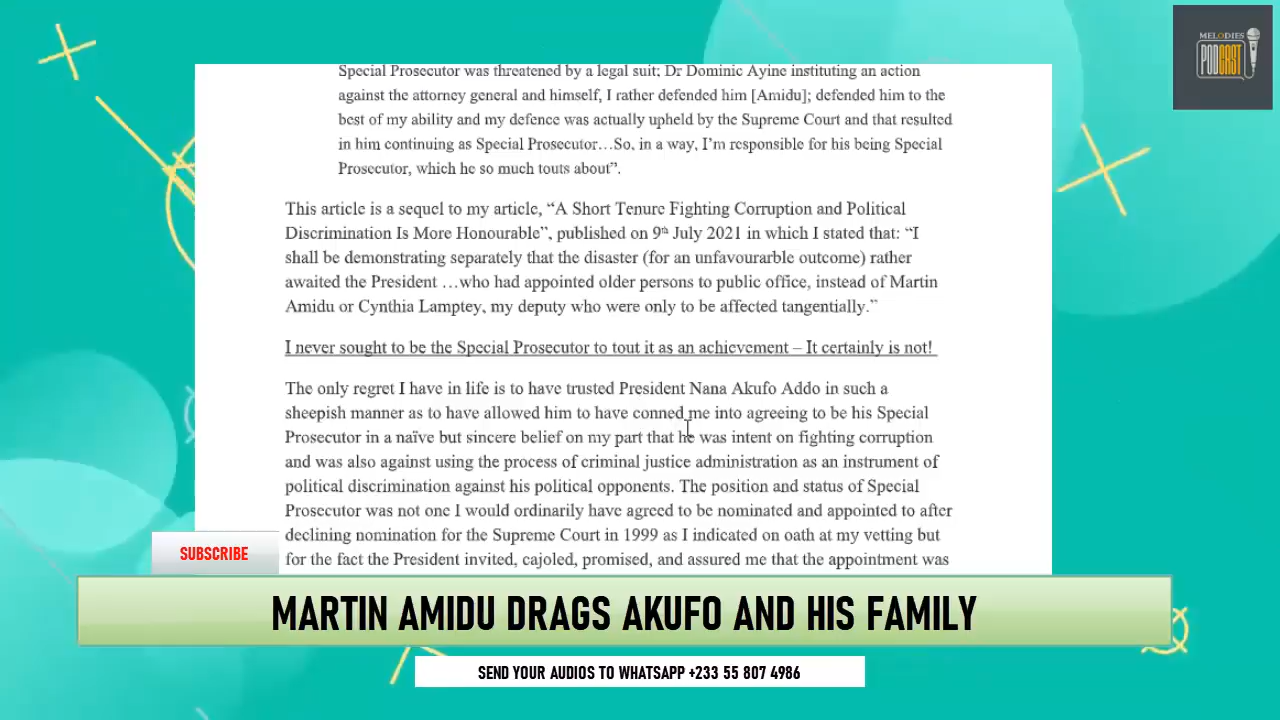 MELODIES
PODCAST
Special Prosecutor was threatened by a legal suit; Dr Dominic Ayine instituting an action
against the attorney general and himself, I rather defended him [Amidu]; defended him to the
best of my ability and my defence was actually upheld by the Supreme Court and that resulted
in him continuing as Special Prosecutor…So, in a way, I’m responsible for his being Special
Prosecutor, which he so much touts about”.
This article is a sequel to my article, “A Short Tenure Fighting Corruption and Political
Discrimination Is More Honourable”, published on 9th July 2021 in which I stated that: “I
shall be demonstrating separately that the disaster (for an unfavourarble outcome) rather
awaited the President …who had appointed older persons to public office, instead of Martin
Amidu or Cynthia Lamptey, my deputy who were only to be affected tangentially.”
I never sought to be the Special Prosecutor to tout it as an achievement – It certainly is not!
The only regret I have in life is to have trusted President Nana Akufo Addo in such a
sheepish manner as to have allowed him to have conned me into agreeing to be his Special
Prosecutor in a naïve but sincere belief on my part that he was intent on fighting corruption
and was also against using the process of criminal justice administration as an instrument of
political discrimination against his political opponents. The position and status of Special
Prosecutor was not one I would ordinarily have agreed to be nominated and appointed to after
declining nomination for the Supreme Court in 1999 as I indicated on oath at my vetting but
for the fact the President invited, cajoled, promised, and assured me that the appointment was
SUBSCRIBE
MARTIN AMIDU DRAGS AKUFO AND HIS FAMILY
SEND YOUR AUDIOS TO WHATSAPP +233 55 807 4986